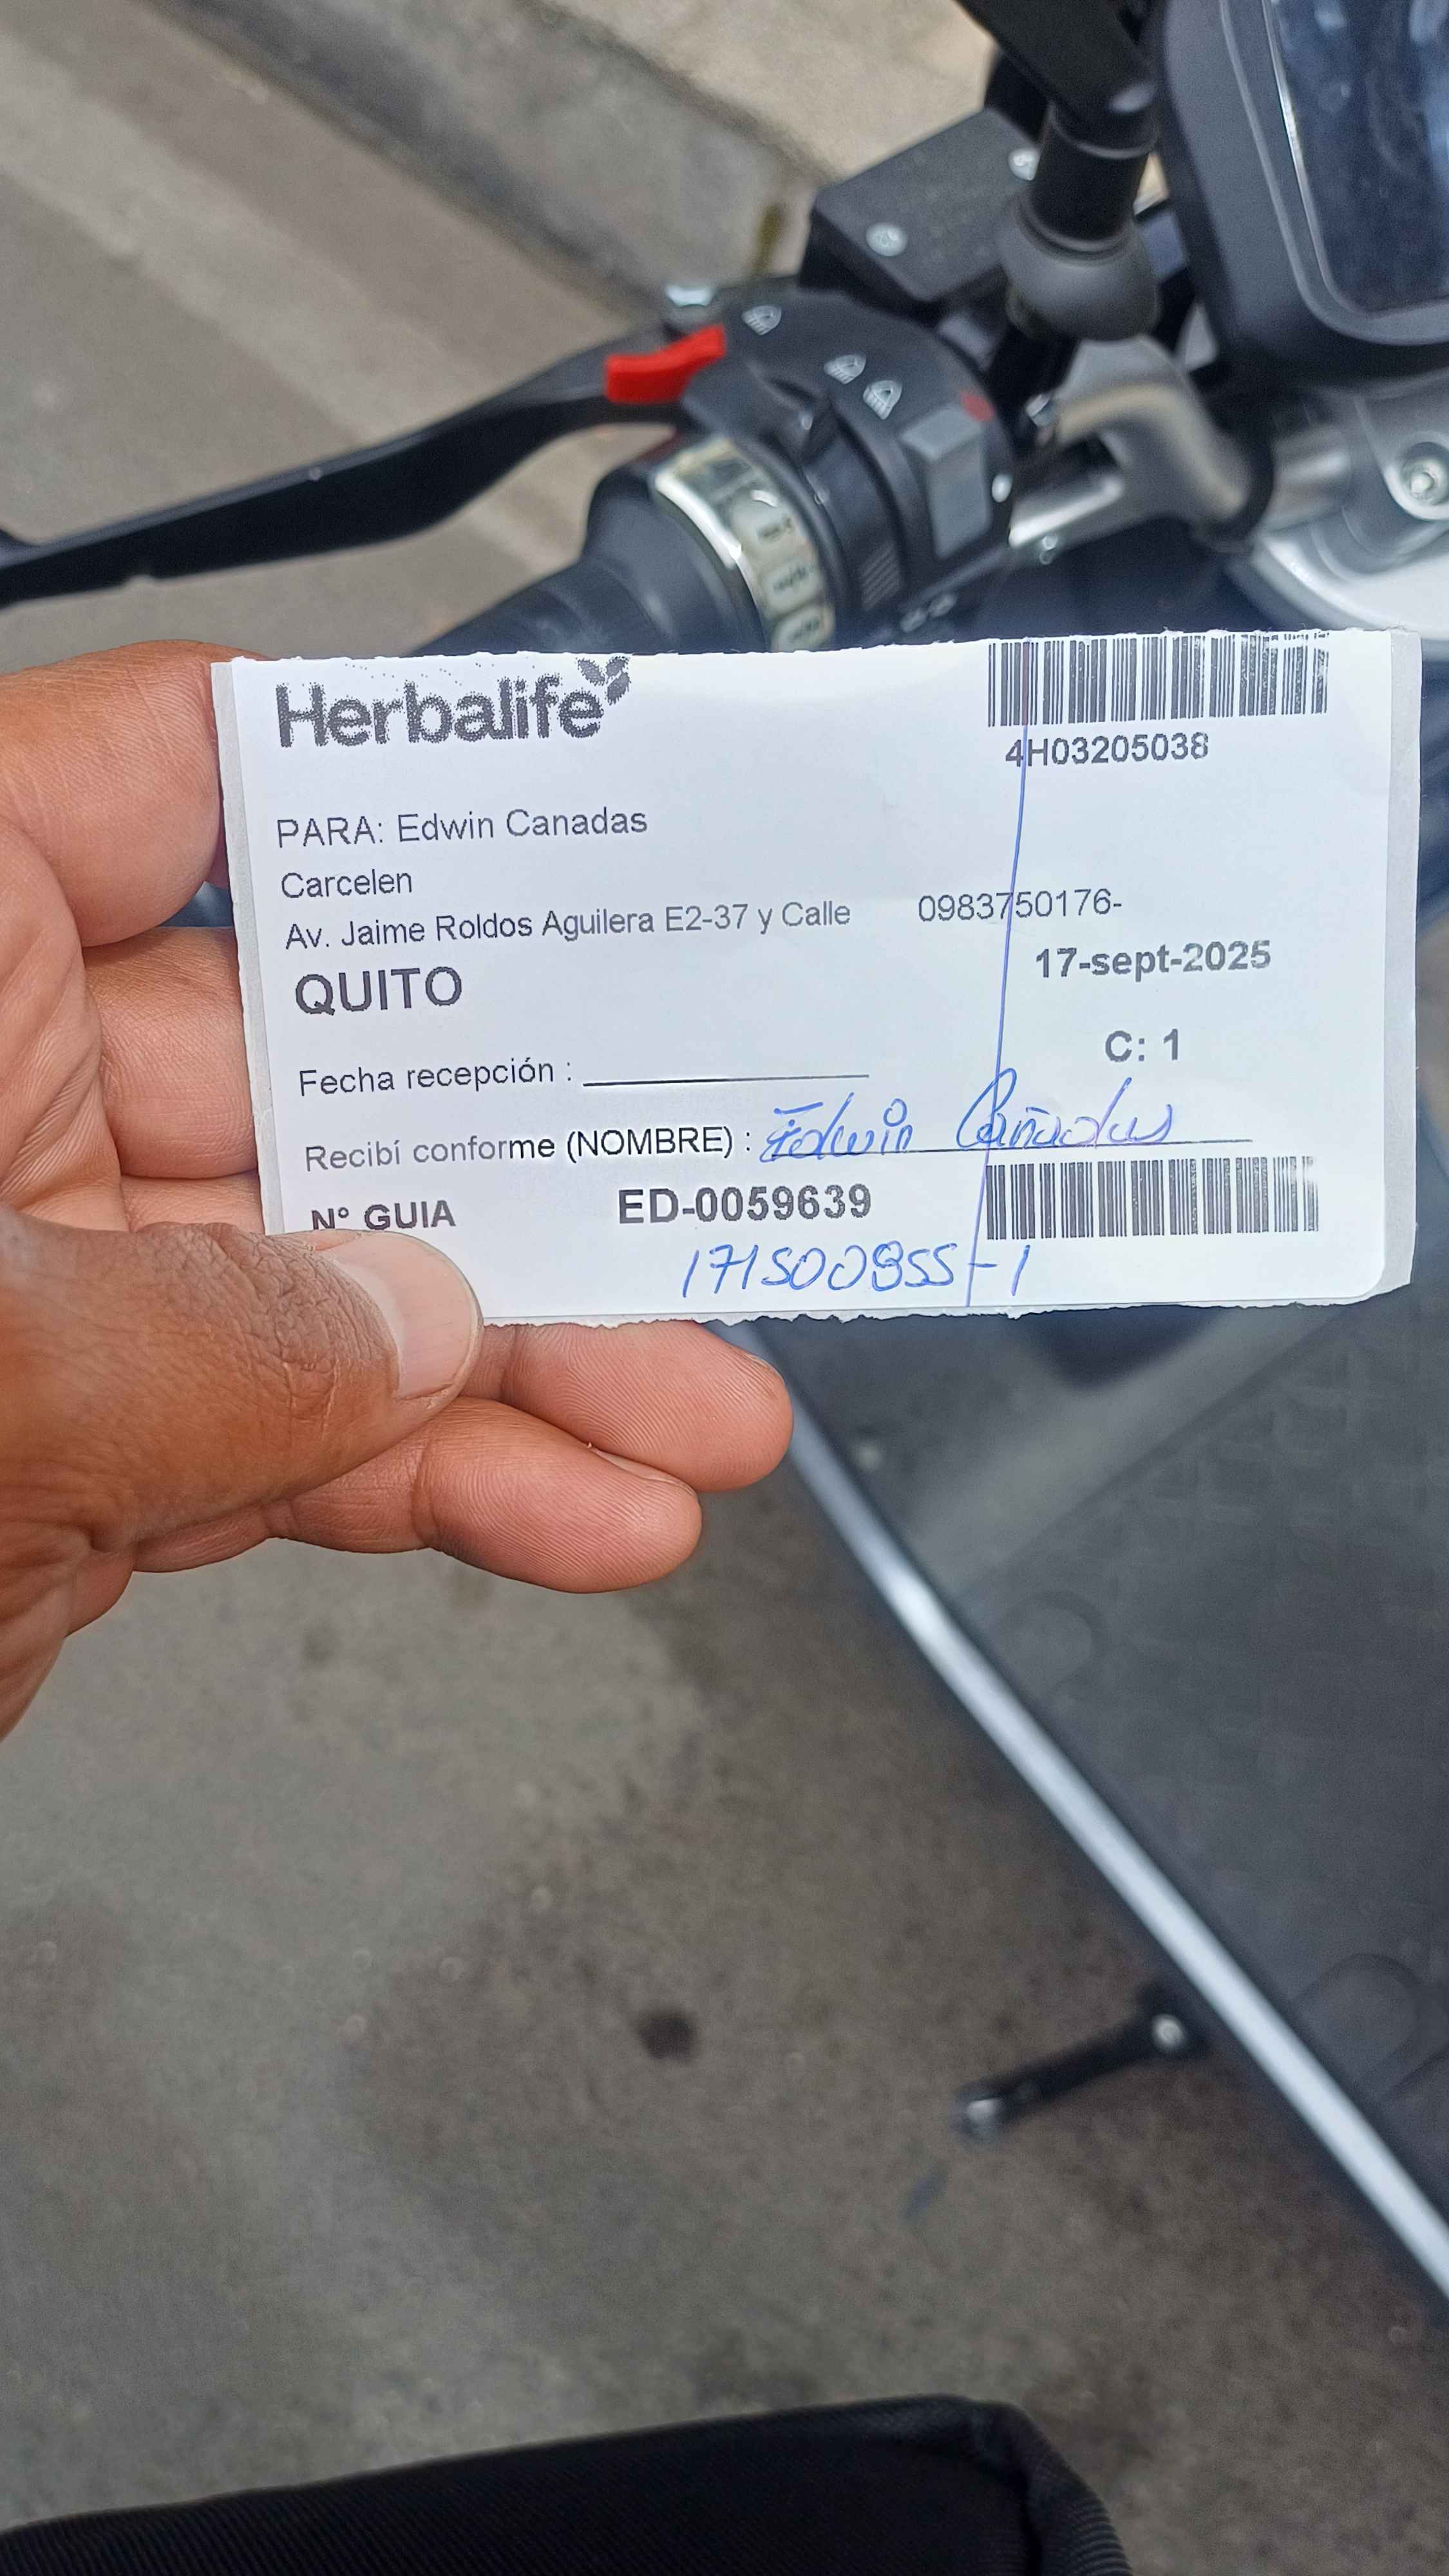 Herbalife
4H03205038
PARA: Edwin Canadas
Carcelen
Av. Jaime Roldos Aguilera E2-37 y Calle 0983750176-
QUITO 17-sept-2025
C: 1
Fecha recepción :
Recibí conforme (NOMBRE) : Edwin Cañadas
Nº GUIA ED-0059639
171500855-1